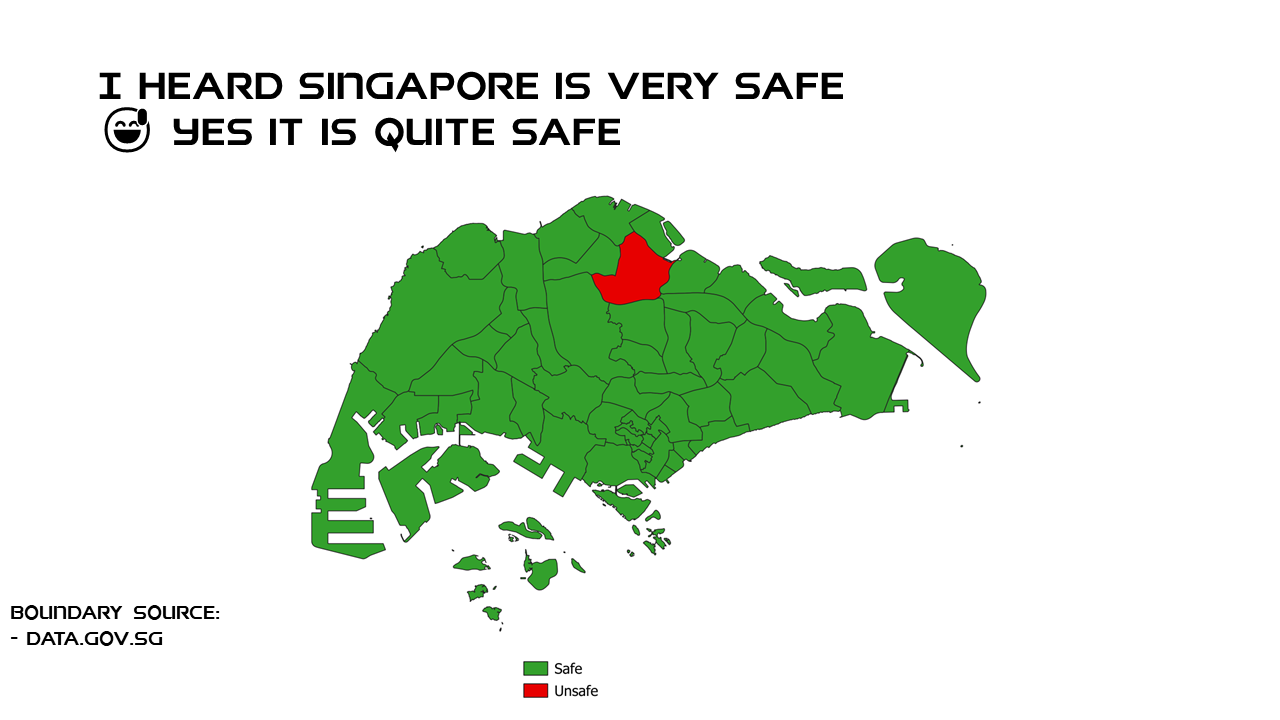 I HEARD SINGAPORE IS VERY SAFE
😅 YES IT IS QUITE SAFE
BOUNDARY SOURCE:
- DATA.GOV.SG
Safe
Unsafe